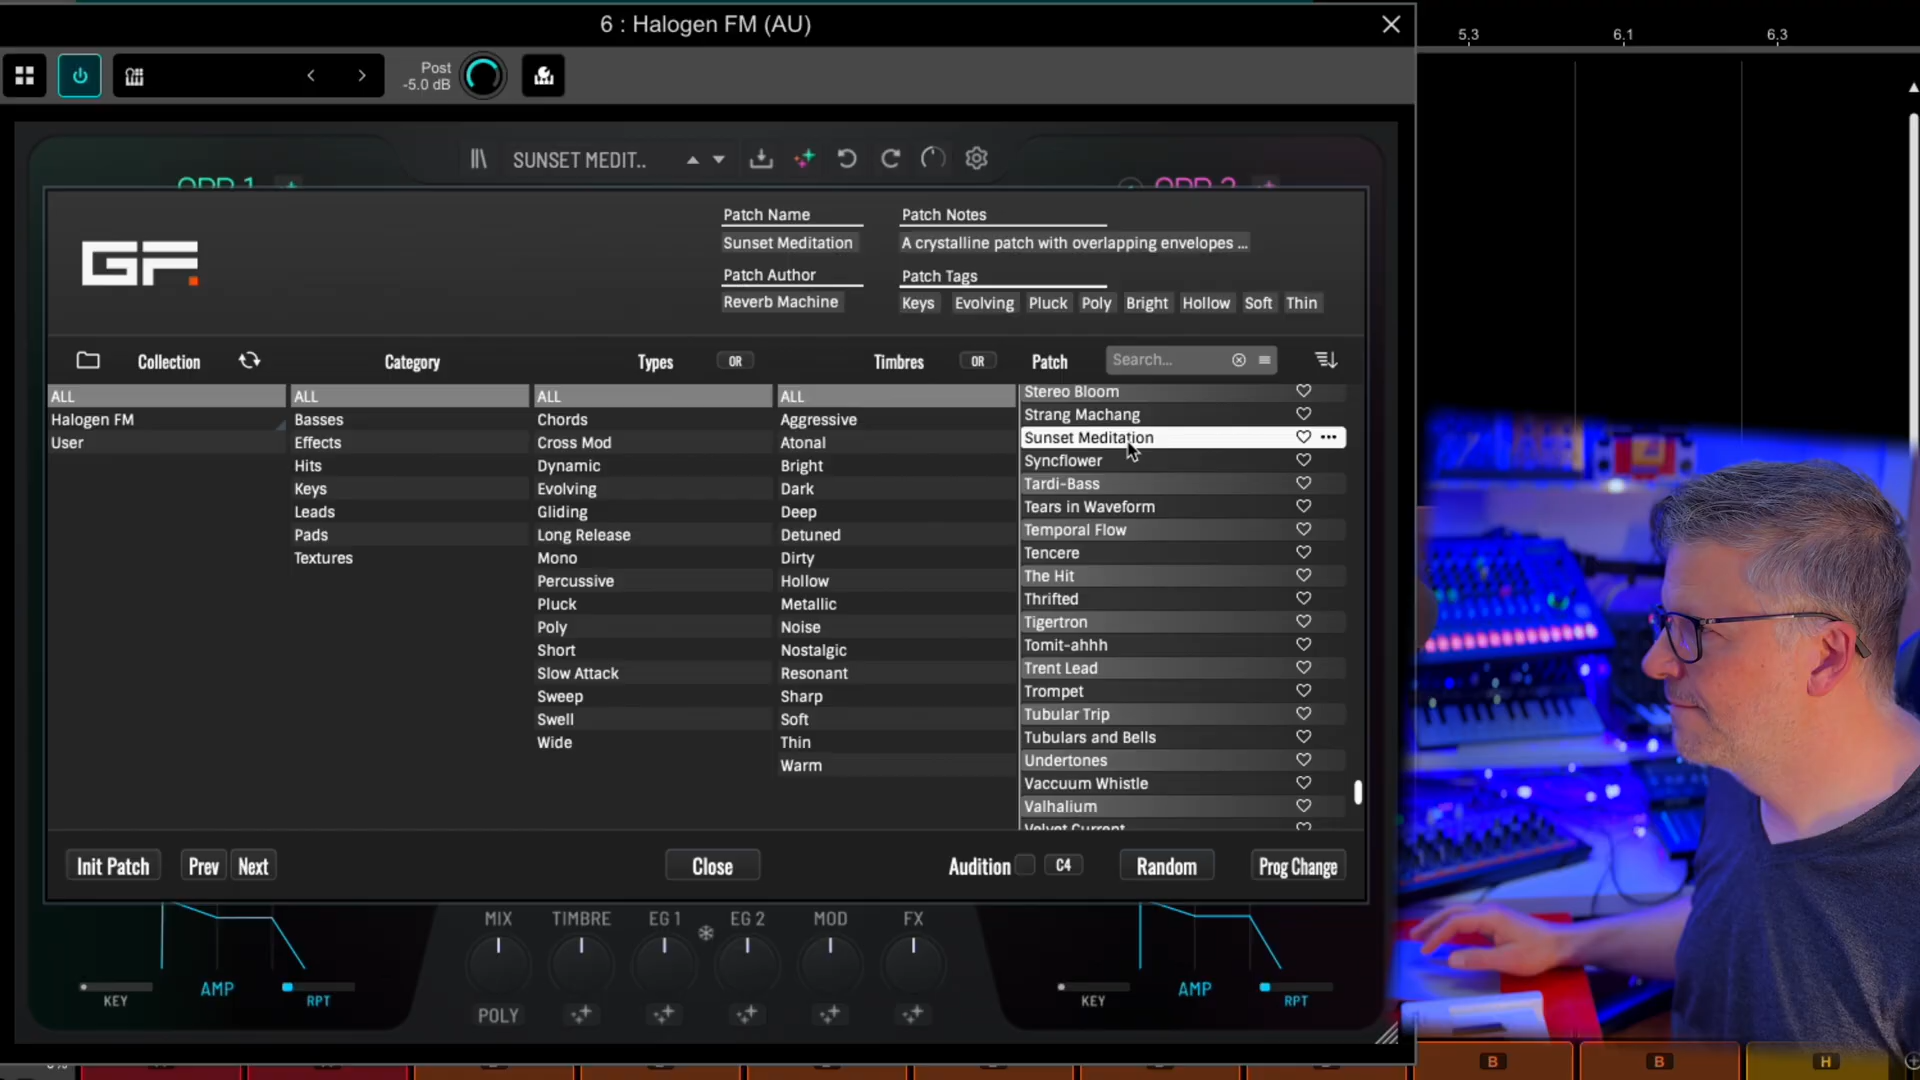 6 : Halogen FM (AU)
5.3
6.1
6.3
Post
-5.0 dB
SUNSET MEDIT..
Patch Name
Patch Notes
Sunset Meditation
A crystalline patch with overlapping envelopes ...
GF
Patch Author
Patch Tags
Reverb Machine
Keys Evolving Pluck Poly Bright Hollow Soft Thin
Collection Category Types OR Timbres OR Patch Search...
ALL
Halogen FM
User
ALL
Basses
Effects
Hits
Keys
Leads
Pads
Textures
ALL
Chords
Cross Mod
Dynamic
Evolving
Gliding
Long Release
Mono
Percussive
Pluck
Poly
Short
Slow Attack
Sweep
Swell
Wide
ALL
Aggressive
Atonal
Bright
Dark
Deep
Detuned
Dirty
Hollow
Metallic
Noise
Nostalgic
Resonant
Sharp
Soft
Thin
Warm
Stereo Bloom
Strang Machang
Sunset Meditation
Syncflower
Tardi-Bass
Tears in Waveform
Temporal Flow
Tencere
The Hit
Thrifted
Tigertron
Tomit-ahhh
Trent Lead
Trompet
Tubular Trip
Tubulars and Bells
Undertones
Vaccuum Whistle
Valhalium
Velvet Current
Init Patch Prev Next Close Audition C4 Random Prog Change
MIX TIMBRE EG 1 EG 2 MOD FX
KEY AMP RPT
KEY AMP RPT
POLY
B
B
H